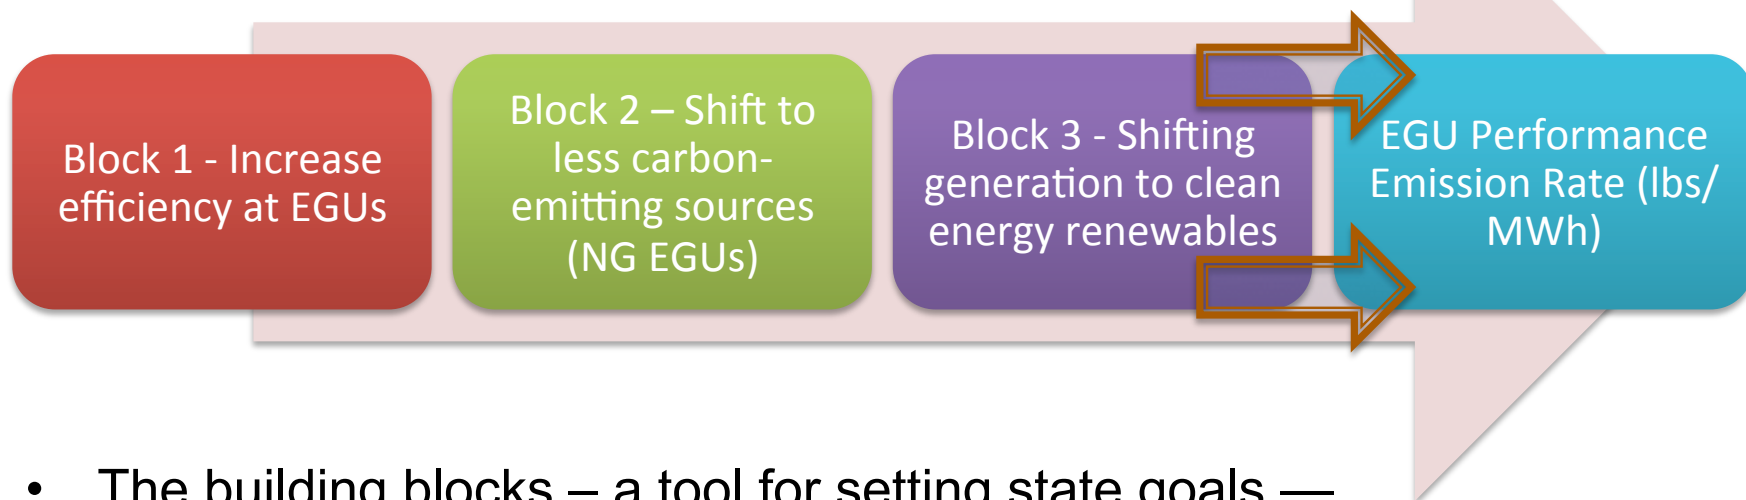 Block 1 - Increase
efficiency at EGUs
Block 2 – Shift to
less carbon-
emitting sources
(NG EGUs)
Block 3 - Shifting
generation to clean
energy renewables
EGU Performance
Emission Rate (lbs/
MWh)
• The building blocks – a tool for setting state goals —